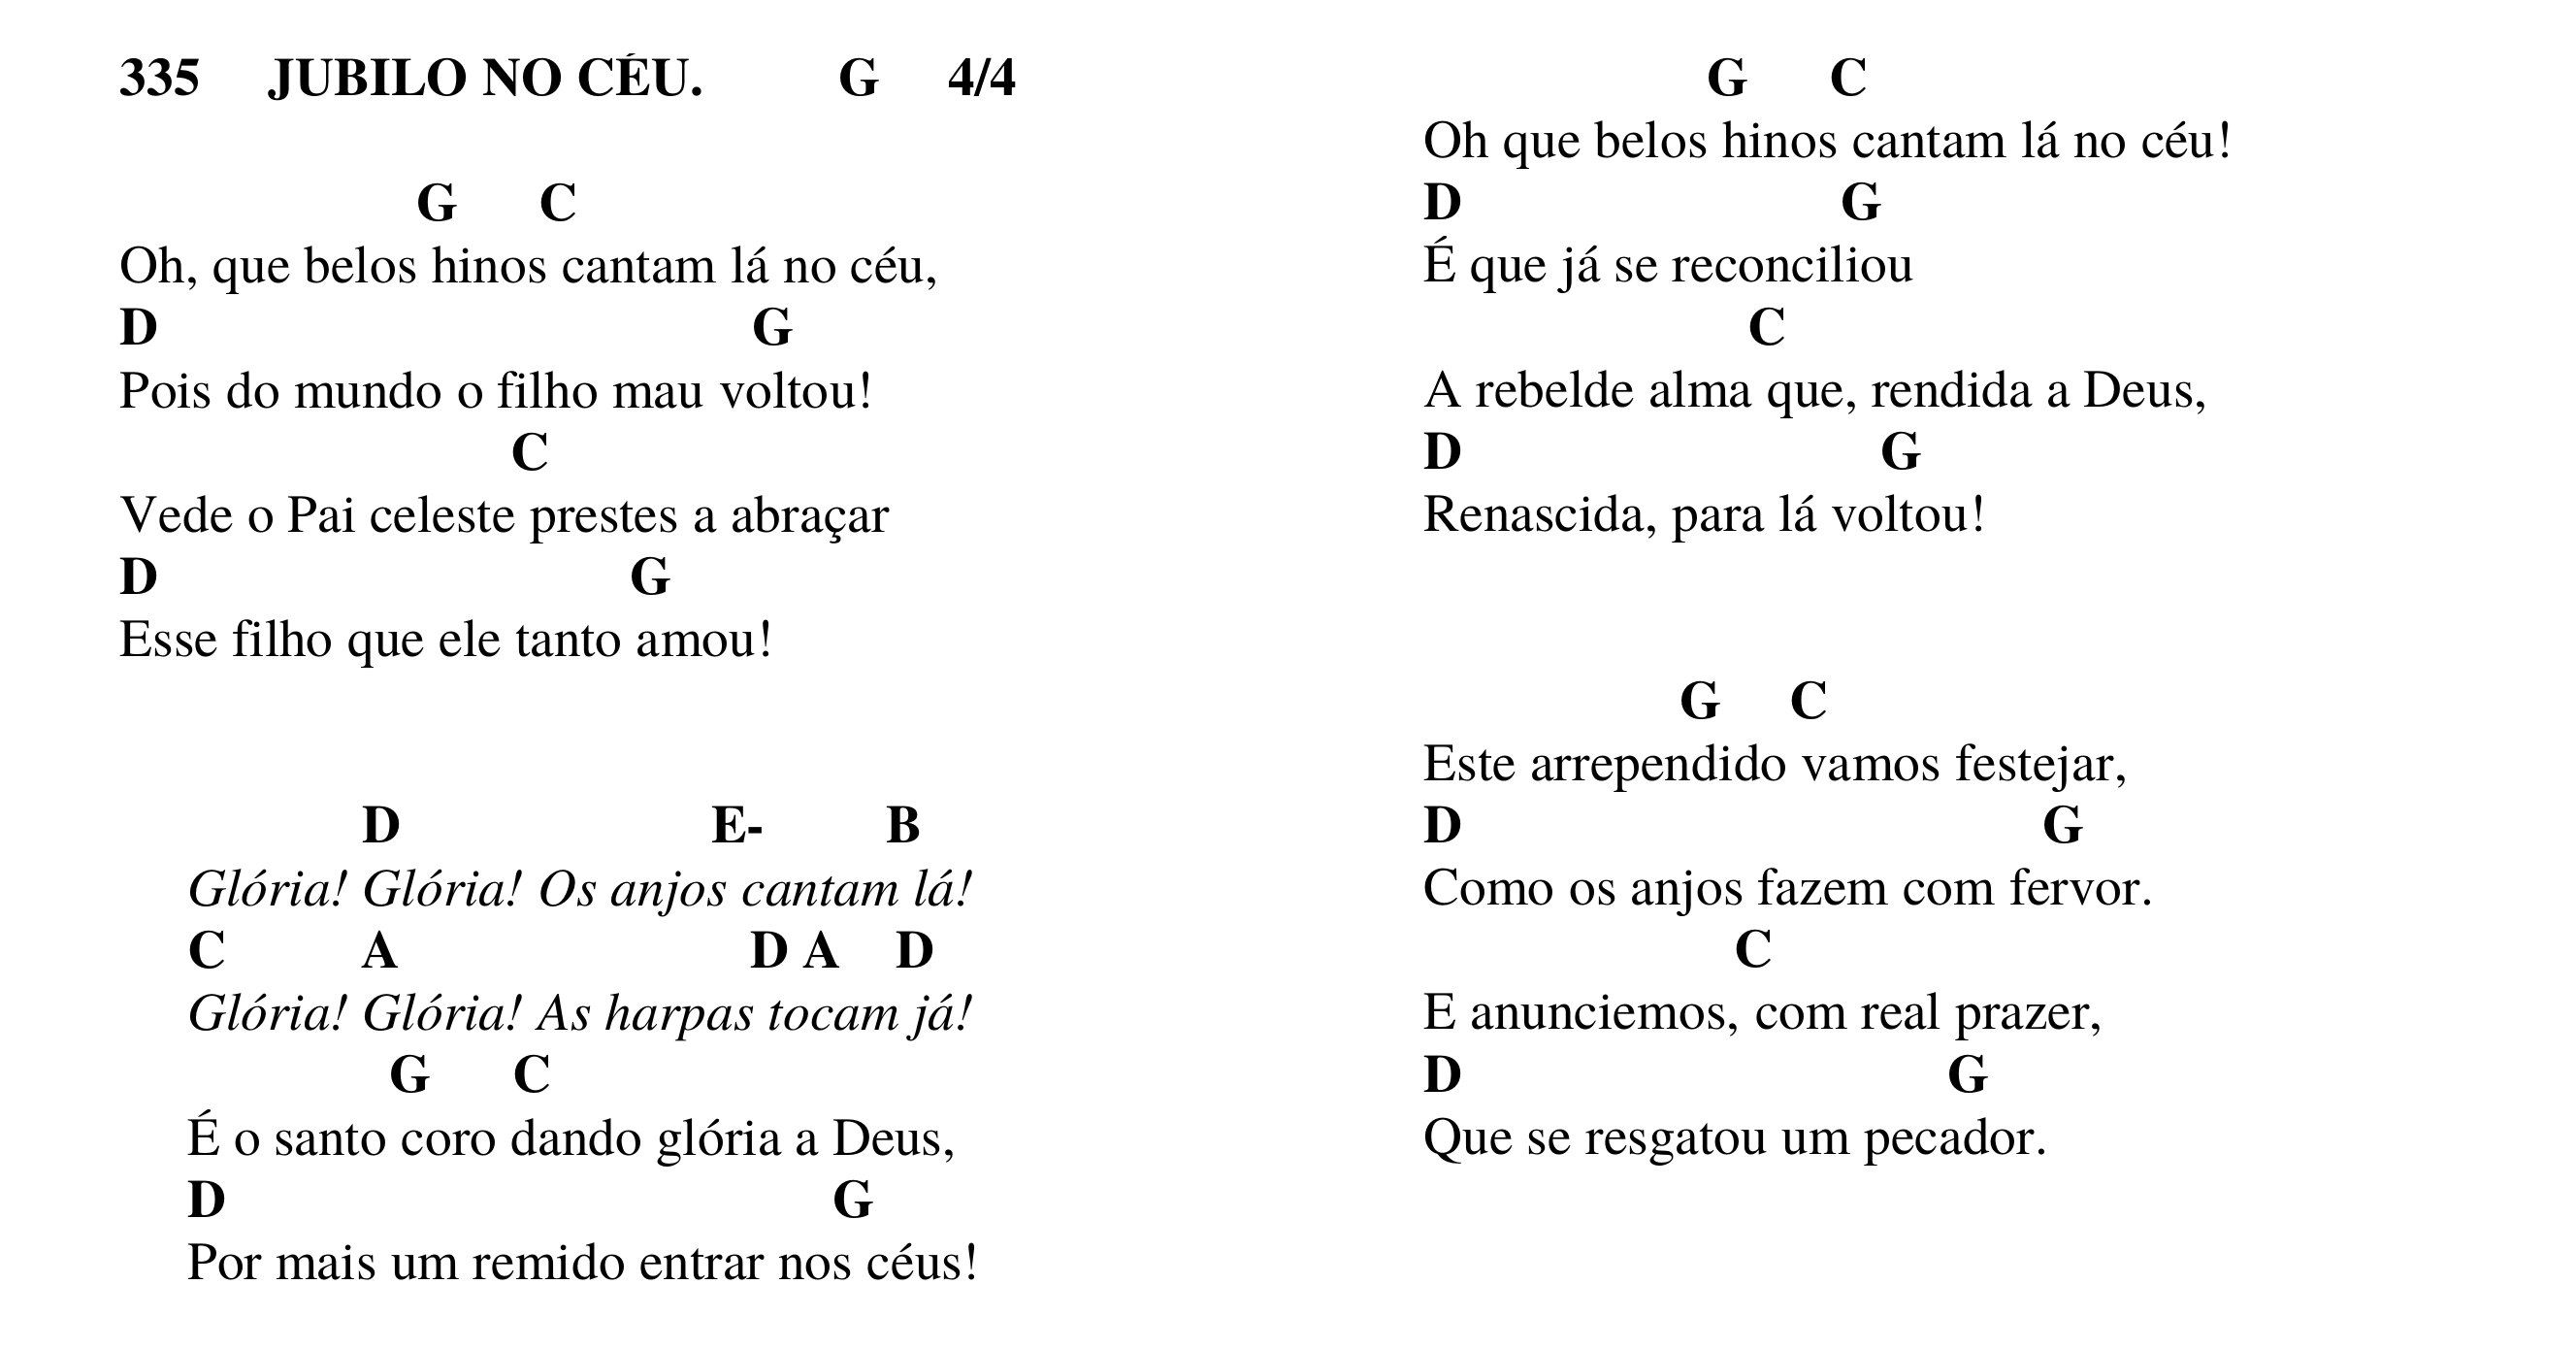 335 JUBILO NO CÉU. G 4/4
G C
Oh, que belos hinos cantam lá no céu,
D G
Pois do mundo o filho mau voltou!
C
Vede o Pai celeste prestes a abraçar
D G
Esse filho que ele tanto amou!
D E- B
Glória! Glória! Os anjos cantam lá!
C A D A D
Glória! Glória! As harpas tocam já!
G C
É o santo coro dando glória a Deus,
D G
Por mais um remido entrar nos céus!
G C
Oh que belos hinos cantam lá no céu!
D G
É que já se reconciliou
C
A rebelde alma que, rendida a Deus,
D G
Renascida, para lá voltou!
G C
Este arrependido vamos festejar,
D G
Como os anjos fazem com fervor.
C
E anunciemos, com real prazer,
D G
Que se resgatou um pecador.